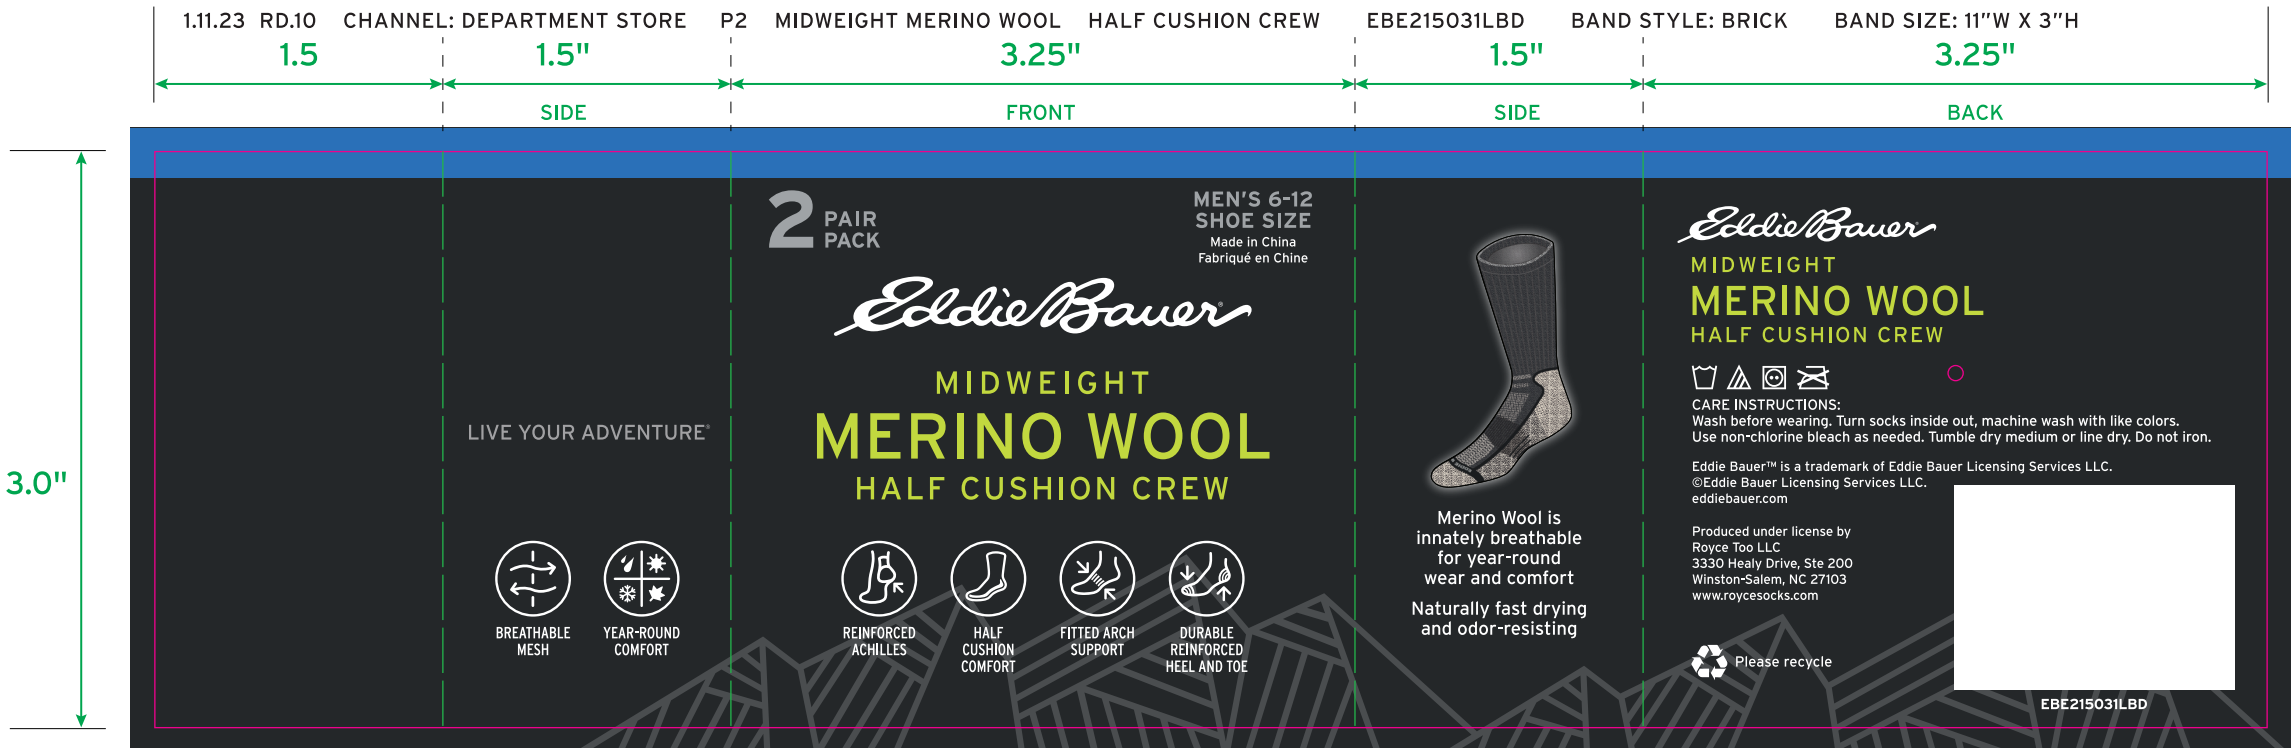 1.11.23 RD.10 CHANNEL: DEPARTMENT STORE P2 MIDWEIGHT MERINO WOOL HALF CUSHION CREW EBE215031LBD BAND STYLE: BRICK BAND SIZE: 11"W X 3"H
1.5 1.5" 3.25" 1.5" 3.25"
SIDE FRONT SIDE BACK
3.0"
LIVE YOUR ADVENTURE®
BREATHABLE
MESH
YEAR-ROUND
COMFORT
2 PAIR
PACK
MEN'S 6-12
SHOE SIZE
Made in China
Fabriqué en Chine
Eddie Bauer®
MIDWEIGHT
MERINO WOOL
HALF CUSHION CREW
REINFORCED
ACHILLES
HALF
CUSHION
COMFORT
FITTED ARCH
SUPPORT
DURABLE
REINFORCED
HEEL AND TOE
Merino Wool is
innately breathable
for year-round
wear and comfort
Naturally fast drying
and odor-resisting
Eddie Bauer®
MIDWEIGHT
MERINO WOOL
HALF CUSHION CREW
CARE INSTRUCTIONS:
Wash before wearing. Turn socks inside out, machine wash with like colors.
Use non-chlorine bleach as needed. Tumble dry medium or line dry. Do not iron.
Eddie Bauer™ is a trademark of Eddie Bauer Licensing Services LLC.
©Eddie Bauer Licensing Services LLC.
eddiebauer.com
Produced under license by
Royce Too LLC
3330 Healy Drive, Ste 200
Winston-Salem, NC 27103
www.roycesocks.com
Please recycle
EBE215031LBD